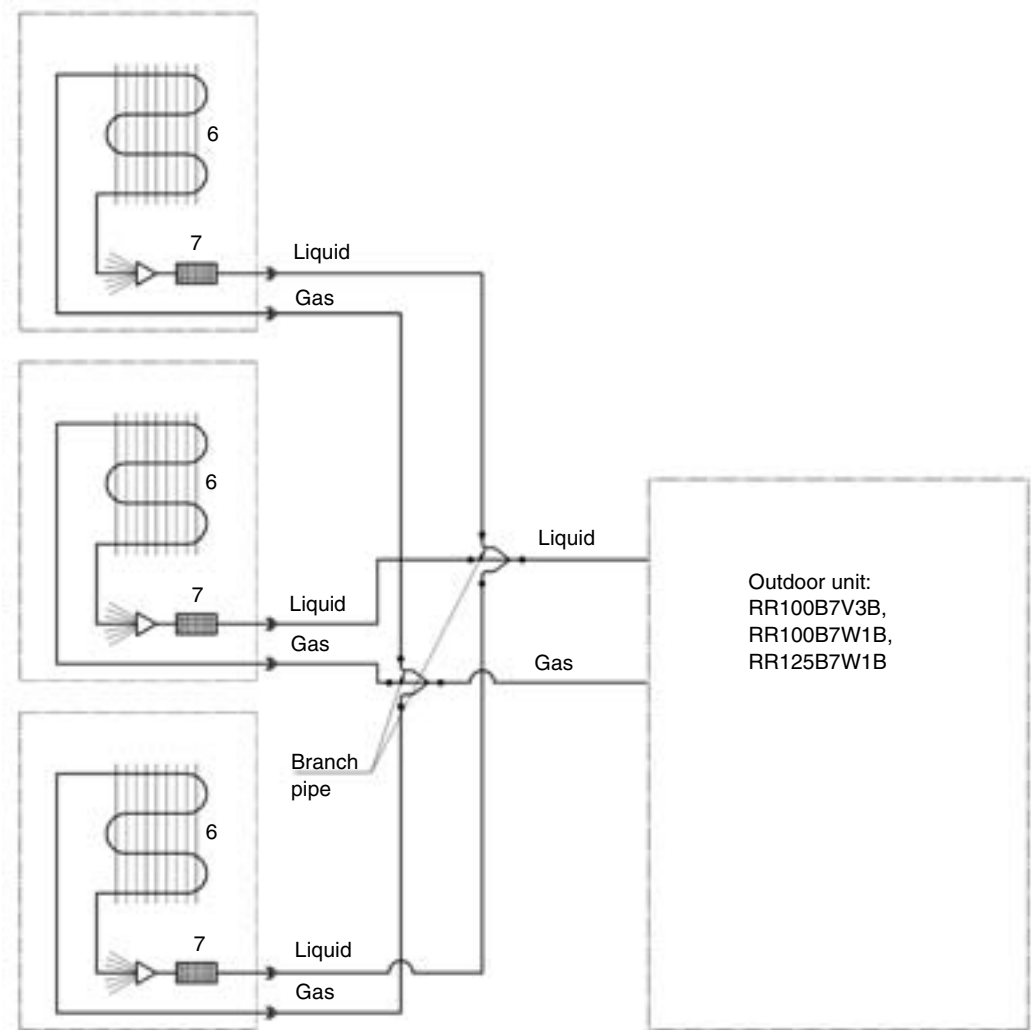 6
7
Liquid
Gas
6
7
Liquid
Gas
Liquid
Gas
Outdoor unit:
RR100B7V3B,
RR100B7W1B,
RR125B7W1B
Branch
pipe
6
7
Liquid
Gas